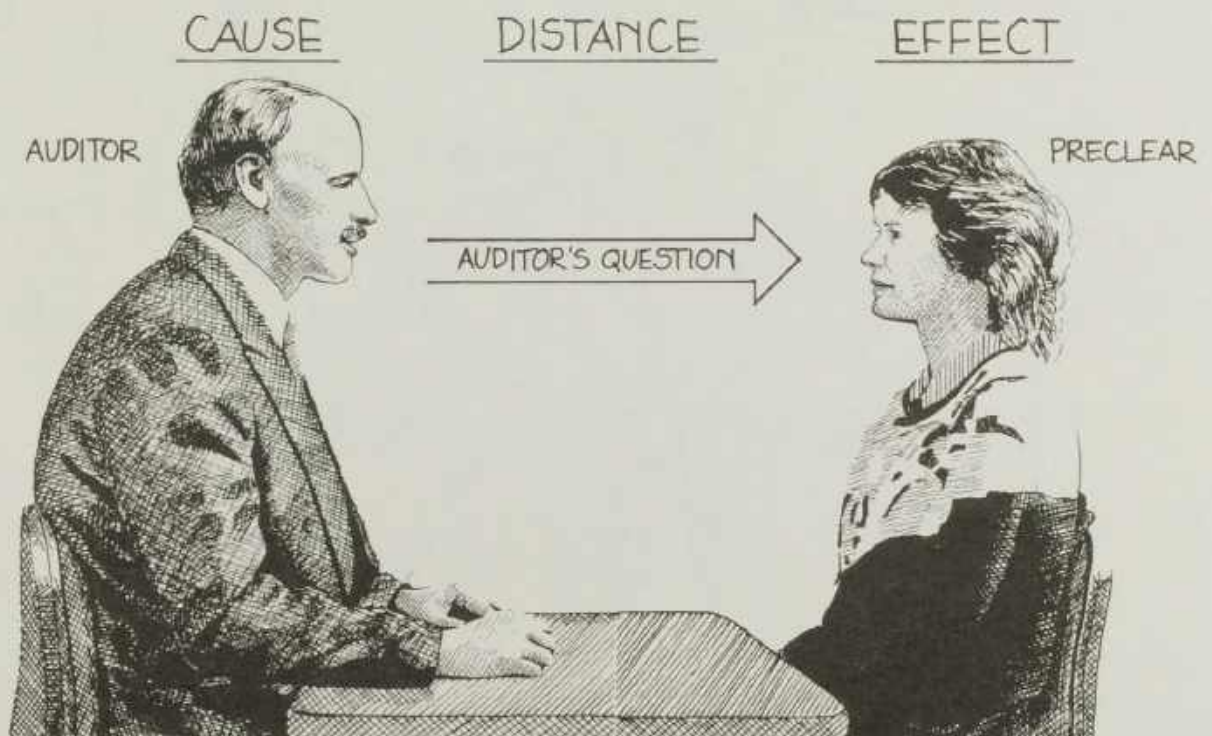 CAUSE
DISTANCE
EFFECT
AUDITOR
PRECLEAR
AUDITOR'S QUESTION